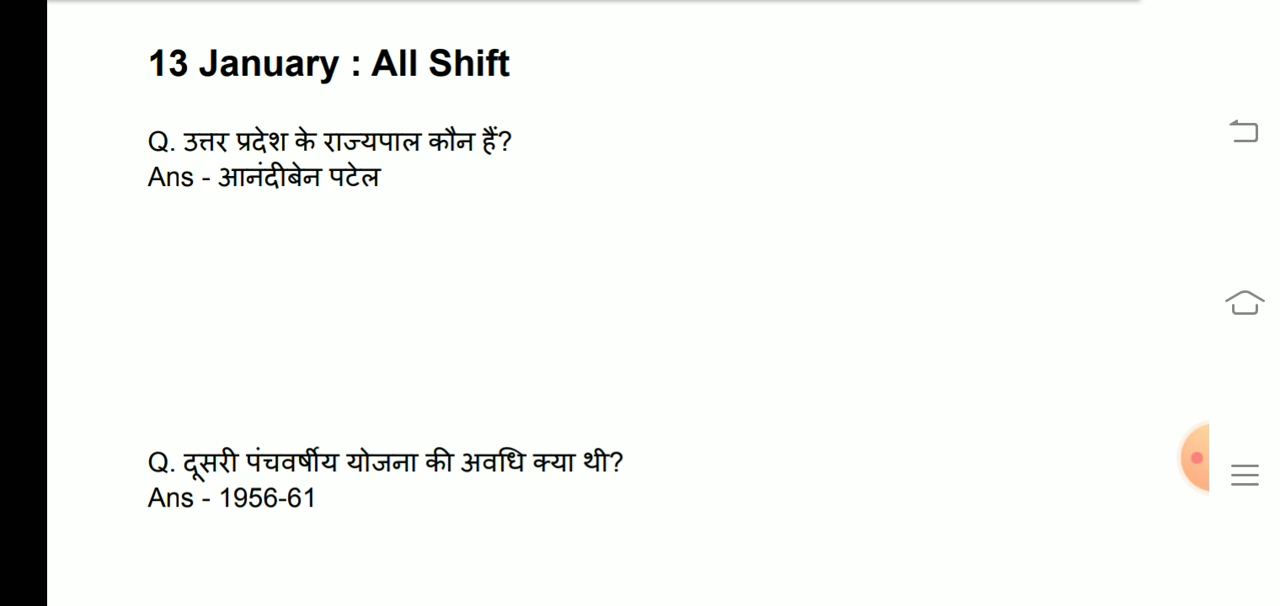 13 January : All Shift
Q. उत्तर प्रदेश के राज्यपाल कौन हैं?
Ans - आनंदीबेन पटेल
Q. दूसरी पंचवर्षीय योजना की अवधि क्या थी?
Ans - 1956-61